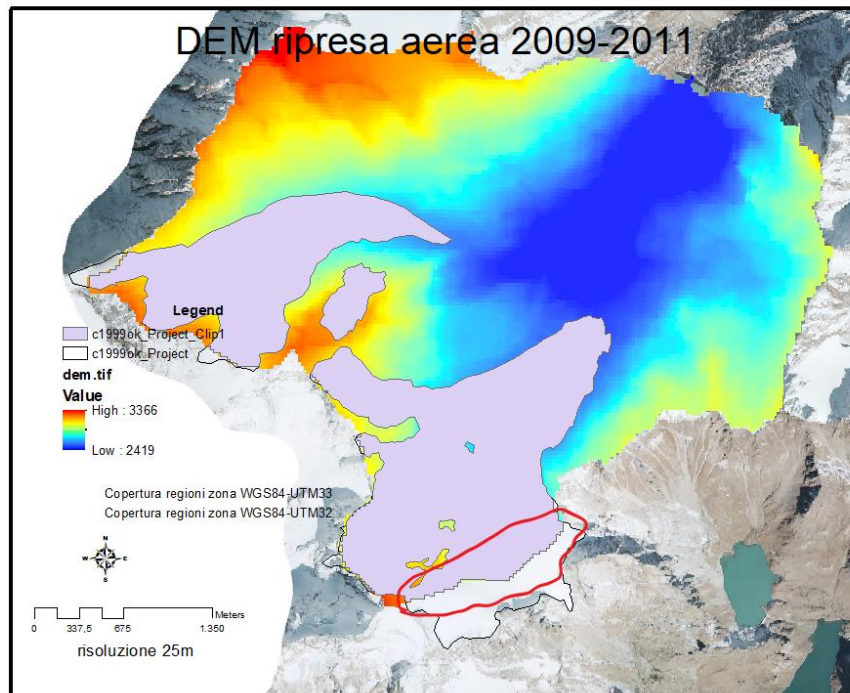 DEM ripresa aerea 2009-2011
Legend
c1999ok_Project_Clip1
c1999ok_Project
dem.tif
Value
High : 3366
Low : 2419
Copertura regioni zona WGS84-UTM33
Copertura regioni zona WGS84-UTM32
N
W E
S
Meters
0 337,5 675 1.350
risoluzione 25m